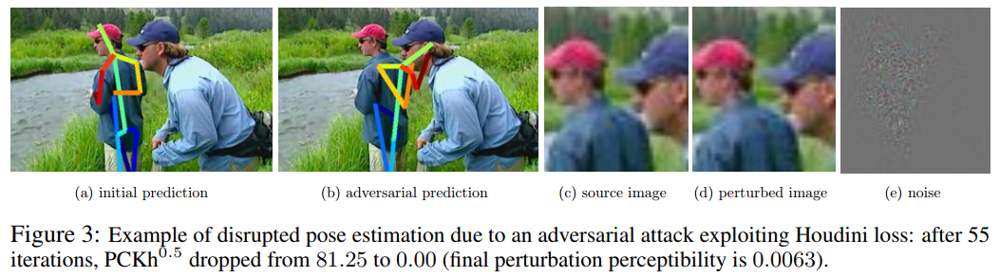 (a) initial prediction
(b) adversarial prediction
(c) source image
(d) perturbed image
(e) noise
Figure 3: Example of disrupted pose estimation due to an adversarial attack exploiting Houdini loss: after 55
iterations, PCKh^0.5 dropped from 81.25 to 0.00 (final perturbation perceptibility is 0.0063).